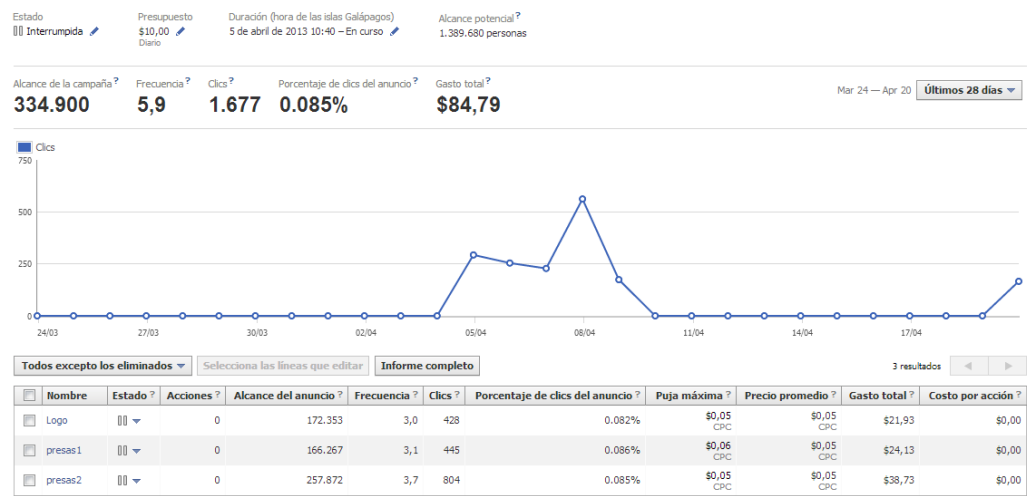 Estado Presupuesto Duración (hora de las islas Galápagos) Alcance potencial ?
Interrumpida $10,00 5 de abril de 2013 10:40 – En curso 1.389.680 personas
Diario
Alcance de la campaña ? Frecuencia ? Clics ? Porcentaje de clics del anuncio ? Gasto total ?
334.900 5,9 1.677 0.085% $84,79 Mar 24 — Apr 20 Últimos 28 días
Clics
750
500
250
0
24/03 27/03 30/03 02/04 05/04 08/04 11/04 14/04 17/04
Todos excepto los eliminados Selecciona las líneas que editar Informe completo 3 resultados
Nombre Estado ? Acciones ? Alcance del anuncio ? Frecuencia ? Clics ? Porcentaje de clics del anuncio ? Puja máxima ? Precio promedio ? Gasto total ? Costo por acción ?
Logo 0 172.353 3,0 428 0.082% $0,05 CPC $0,05 CPC $21,93 $0,00
presas1 0 166.267 3,1 445 0.086% $0,06 CPC $0,05 CPC $24,13 $0,00
presas2 0 257.872 3,7 804 0.085% $0,05 CPC $0,05 CPC $38,73 $0,00